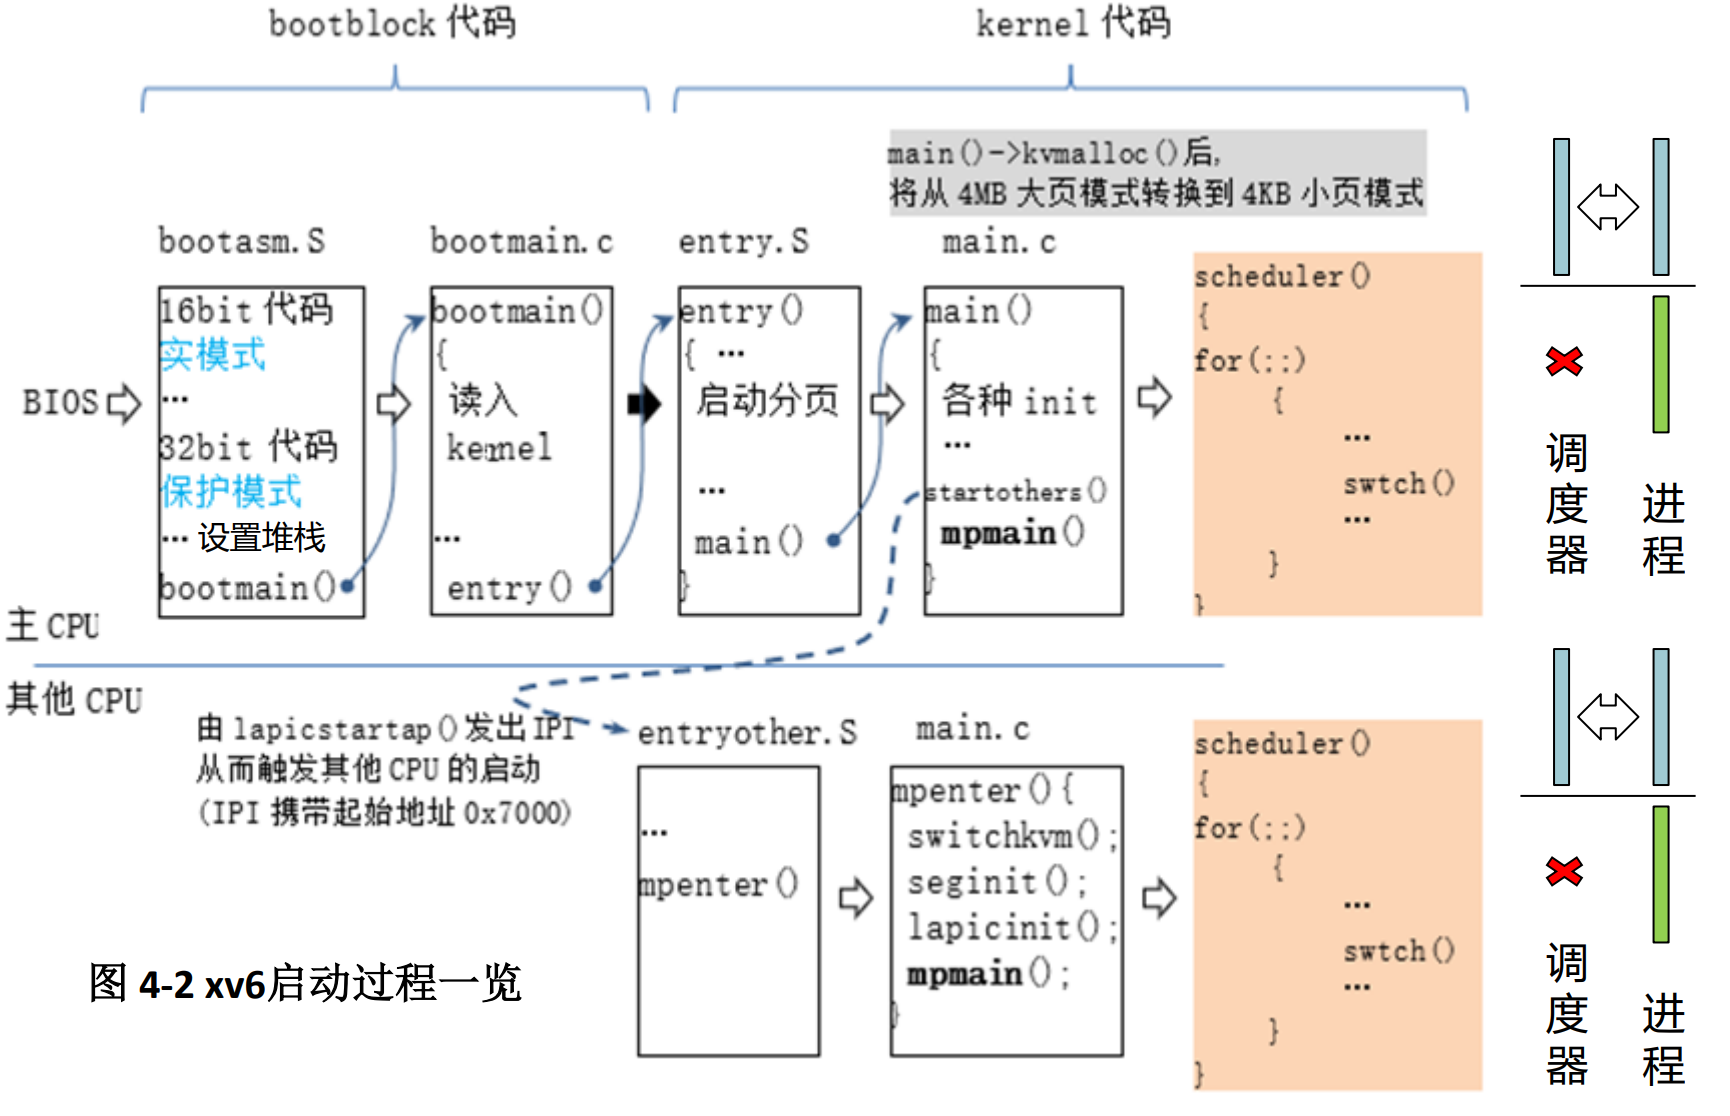 bootblock 代码
kernel 代码
main()->kvmalloc()后,
将从 4MB 大页模式转换到 4KB 小页模式
bootasm.S
bootmain.c
entry.S
main.c
BIOS
16bit 代码
实模式
...
32bit 代码
保护模式
... 设置堆栈
bootmain()
bootmain()
{
读入
kernel
...
entry()
entry()
{ ...
启动分页
...
main()
}
main()
{
各种 init
...
startothers()
mpmain()
}
scheduler()
{
for(;;)
{
...
swtch()
...
}
}
调度器
进程
主 CPU
其他 CPU
由 lapicstartap()发出 IPI
从而触发其他 CPU 的启动
(IPI 携带起始地址 0x7000)
entryother.S
main.c
...
mpenter()
mpenter(){
switchkvm();
seginit();
lapicinit();
mpmain();
}
scheduler()
{
for(;;)
{
...
swtch()
...
}
}
调度器
进程
图 4-2 xv6启动过程一览